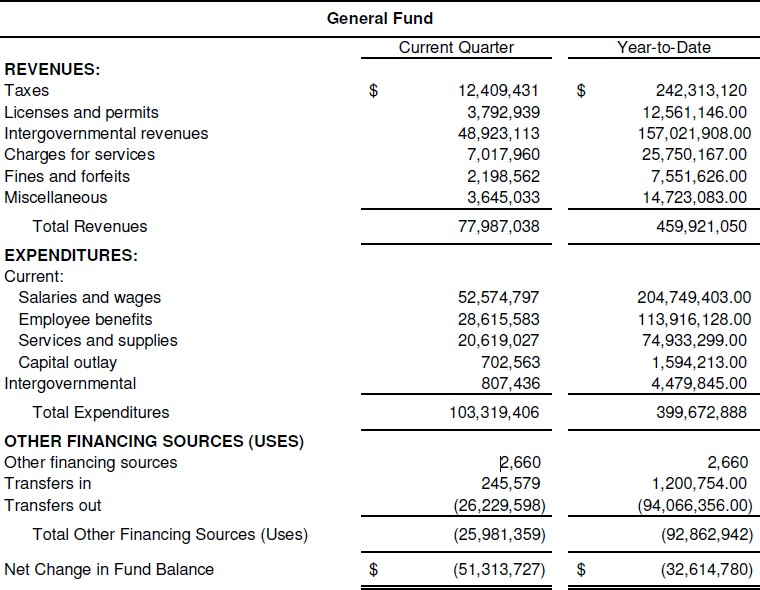 General Fund
Current Quarter Year-to-Date
REVENUES:
Taxes $ 12,409,431 $ 242,313,120
Licenses and permits 3,792,939 12,561,146.00
Intergovernmental revenues 48,923,113 157,021,908.00
Charges for services 7,017,960 25,750,167.00
Fines and forfeits 2,198,562 7,551,626.00
Miscellaneous 3,645,033 14,723,083.00
Total Revenues 77,987,038 459,921,050
EXPENDITURES:
Current:
Salaries and wages 52,574,797 204,749,403.00
Employee benefits 28,615,583 113,916,128.00
Services and supplies 20,619,027 74,933,299.00
Capital outlay 702,563 1,594,213.00
Intergovernmental 807,436 4,479,845.00
Total Expenditures 103,319,406 399,672,888
OTHER FINANCING SOURCES (USES)
Other financing sources 2,660 2,660
Transfers in 245,579 1,200,754.00
Transfers out (26,229,598) (94,066,356.00)
Total Other Financing Sources (Uses) (25,981,359) (92,862,942)
Net Change in Fund Balance $ (51,313,727) $ (32,614,780)